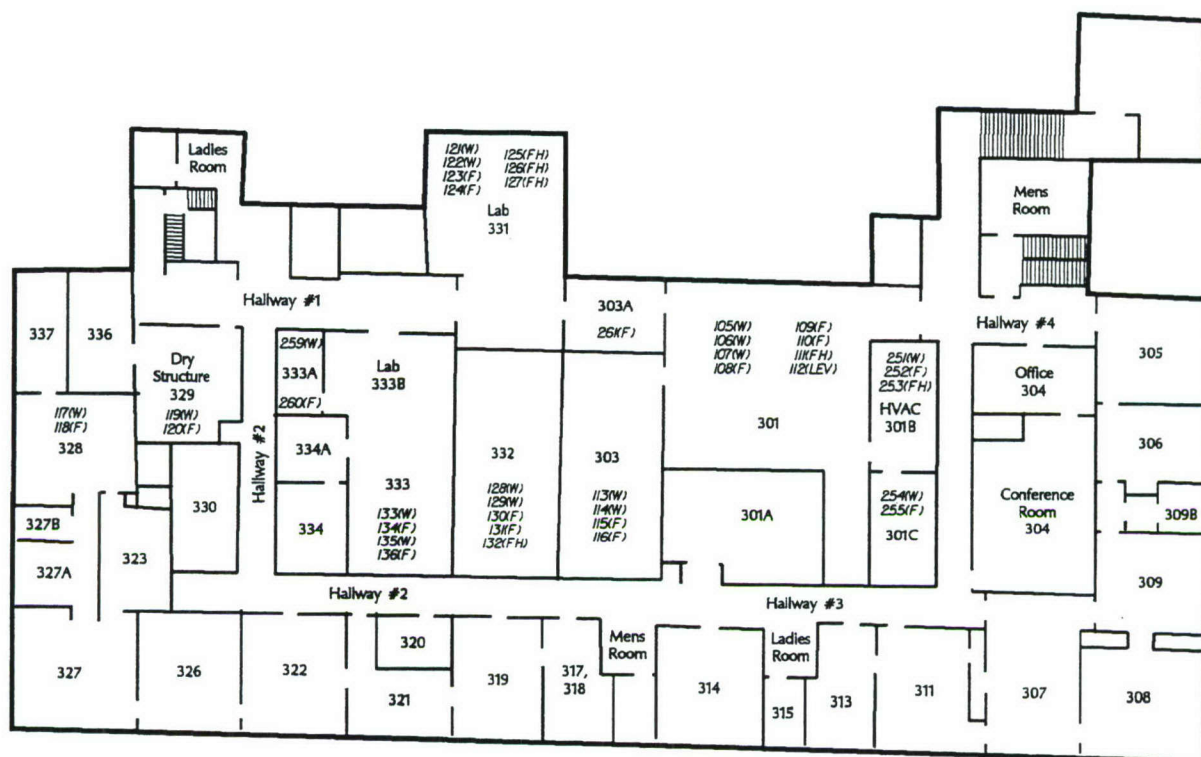 Ladies
Room
121(W)
122(W)
123(F)
124(F)
125(FH)
126(FH)
127(FH)
Lab
331
Mens
Room
Hallway #1
303A
261(F)
105(W)
106(W)
107(W)
108(F)
109(F)
110(F)
111(FH)
112(LEV)
Hallway #4
337
336
Dry
Structure
329
119(W)
120(F)
259(W)
333A
260(F)
Lab
333B
251(W)
252(F)
253(FH)
HVAC
301B
Office
304
305
117(W)
118(F)
328
Hallway #2
334A
332
128(W)
129(W)
130(F)
131(F)
132(FH)
303
113(W)
114(W)
115(F)
116(F)
301
306
330
334
333
133(W)
134(F)
135(W)
136(F)
301A
254(W)
255(F)
301C
Conference
Room
304
309B
327B
327A
323
309
Hallway #2
Hallway #3
327
326
322
320
321
319
317,
318
Mens
Room
314
Ladies
Room
315
313
311
307
308